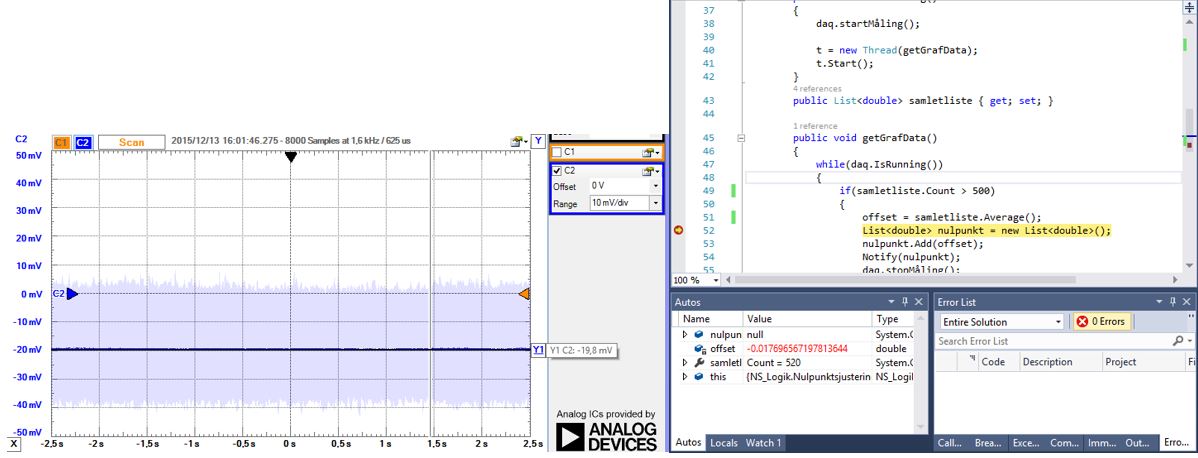 C2
C1 C2
Scan
2015/12/13 16:01:46.275 - 8000 Samples at 1,6 kHz / 625 us
Y
50 mV
40 mV
30 mV
20 mV
10 mV
0 mV
-10 mV
-20 mV
-30 mV
-40 mV
-50 mV
C2
Y1
Y1 C2: -19,8 mV
X
-2,5 s
-2 s
-1,5 s
-1 s
-0,5 s
0 s
0,5 s
1 s
1,5 s
2 s
2,5 s
C1
C2
Offset 0 V
Range 10 mV/div
Analog ICs provided by
ANALOG
DEVICES
37 {
38 daq.startMåling();
39
40 t = new Thread(getGrafData);
41 t.Start();
42 }
4 references
43 public List<double> samletliste { get; set; }
44
1 reference
45 public void getGrafData()
46 {
47 while(daq.IsRunning())
48 {
49 if(samletliste.Count > 500)
50 {
51 offset = samletliste.Average();
52 List<double> nulpunkt = new List<double>();
53 nulpunkt.Add(offset);
54 Notify(nulpunkt);
55 daq.stopMåling();
100 %
Autos
Name Value Type
nulpun null System.C
offset -0.017696567197813644 double
samletl Count = 520 System.C
this {NS_Logik.Nulpunktsjusterin NS_Logil
Autos Locals Watch 1
Error List
Entire Solution 0 Errors
Search Error List
Code Description Project Fi
Call... Brea... Exce... Com... Imm... Out... Erro...